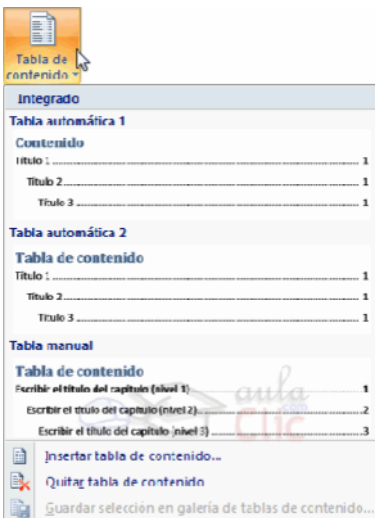 Tabla de
contenido
Integrado
Tabla automática 1
Contenido
Título 1 ........ 1
Título 2 ........ 1
Título 3 ........ 1
Tabla automática 2
Tabla de contenido
Título 1 ........ 1
Título 2 ........ 1
Título 3 ........ 1
Tabla manual
Tabla de contenido
Escribir el título del capítulo (nivel 1) ........ 1
Escribir el título del capítulo (nivel 2) ........ 2
Escribir el título del capítulo (nivel 3) ........ 3
aula
Clic
Insertar tabla de contenido...
Quitar tabla de contenido
Guardar selección en galería de tablas de contenido...